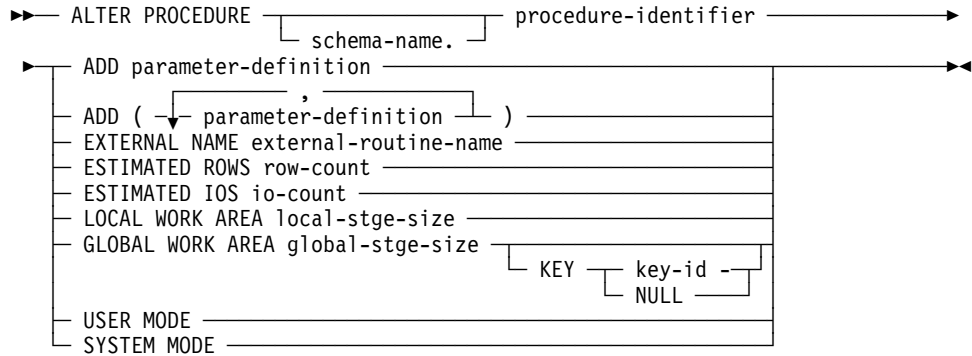 ALTER PROCEDURE procedure-identifier
schema-name.
ADD parameter-definition
,
ADD ( parameter-definition )
EXTERNAL NAME external-routine-name
ESTIMATED ROWS row-count
ESTIMATED IOS io-count
LOCAL WORK AREA local-stge-size
GLOBAL WORK AREA global-stge-size
KEY key-id
NULL
USER MODE
SYSTEM MODE